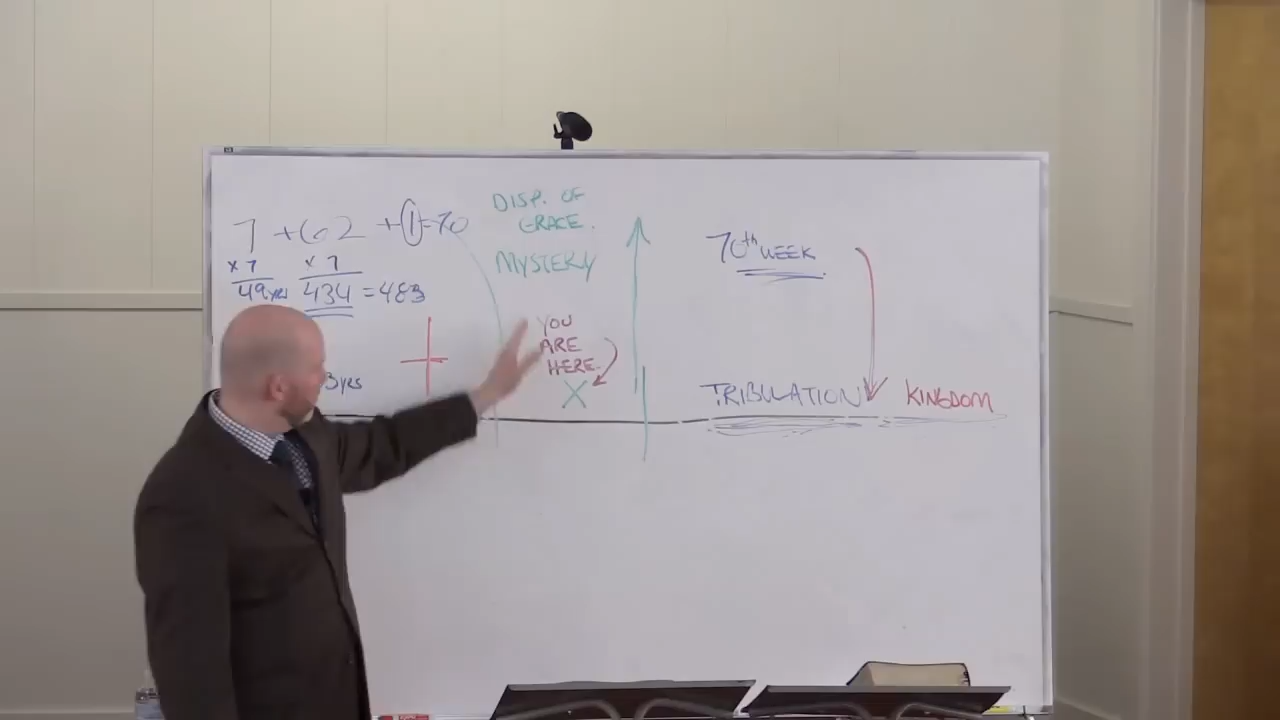 7 +62 +1=70
×7 ×7
49yrs 434 =483
3yrs
DISP. OF
GRACE.
MYSTERY
YOU
ARE
HERE.
X
70th WEEK
TRIBULATION
KINGDOM